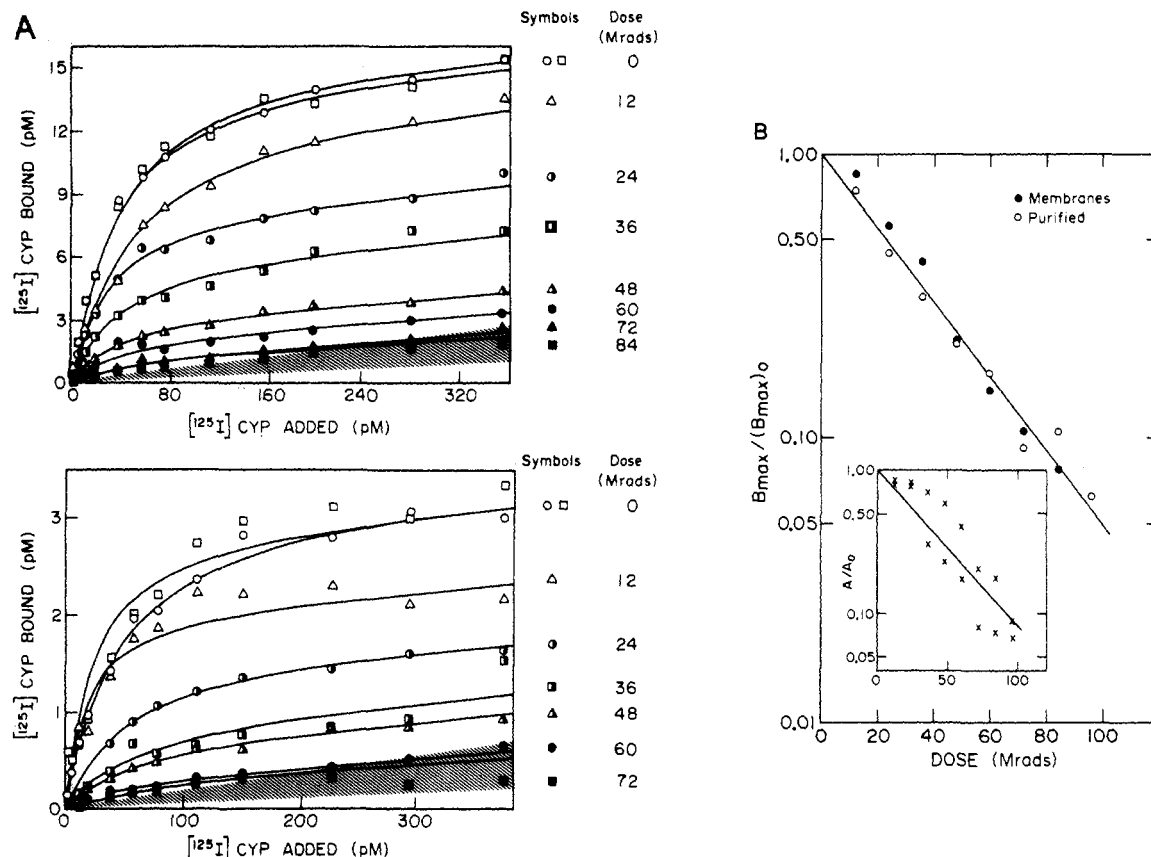 A
Symbols Dose
(Mrads)
[¹²⁵I] CYP BOUND (pM)
15
12
9
6
3
0
0 80 160 240 320
[¹²⁵I] CYP ADDED (pM)
○ □ 0
△ 12
◑ 24
◧ 36
◮ 48
● 60
▲ 72
■ 84
Symbols Dose
(Mrads)
[¹²⁵I] CYP BOUND (pM)
3
2
1
0
0 100 200 300
[¹²⁵I] CYP ADDED (pM)
○ □ 0
△ 12
◑ 24
◧ 36
◮ 48
● 60
■ 72
B
Bmax/(Bmax)₀
1.00
0.50
0.10
0.05
0.01
● Membranes
○ Purified
0 20 40 60 80 100
DOSE (Mrads)
A/A₀
1.00
0.50
0.10
0.05
0 50 100